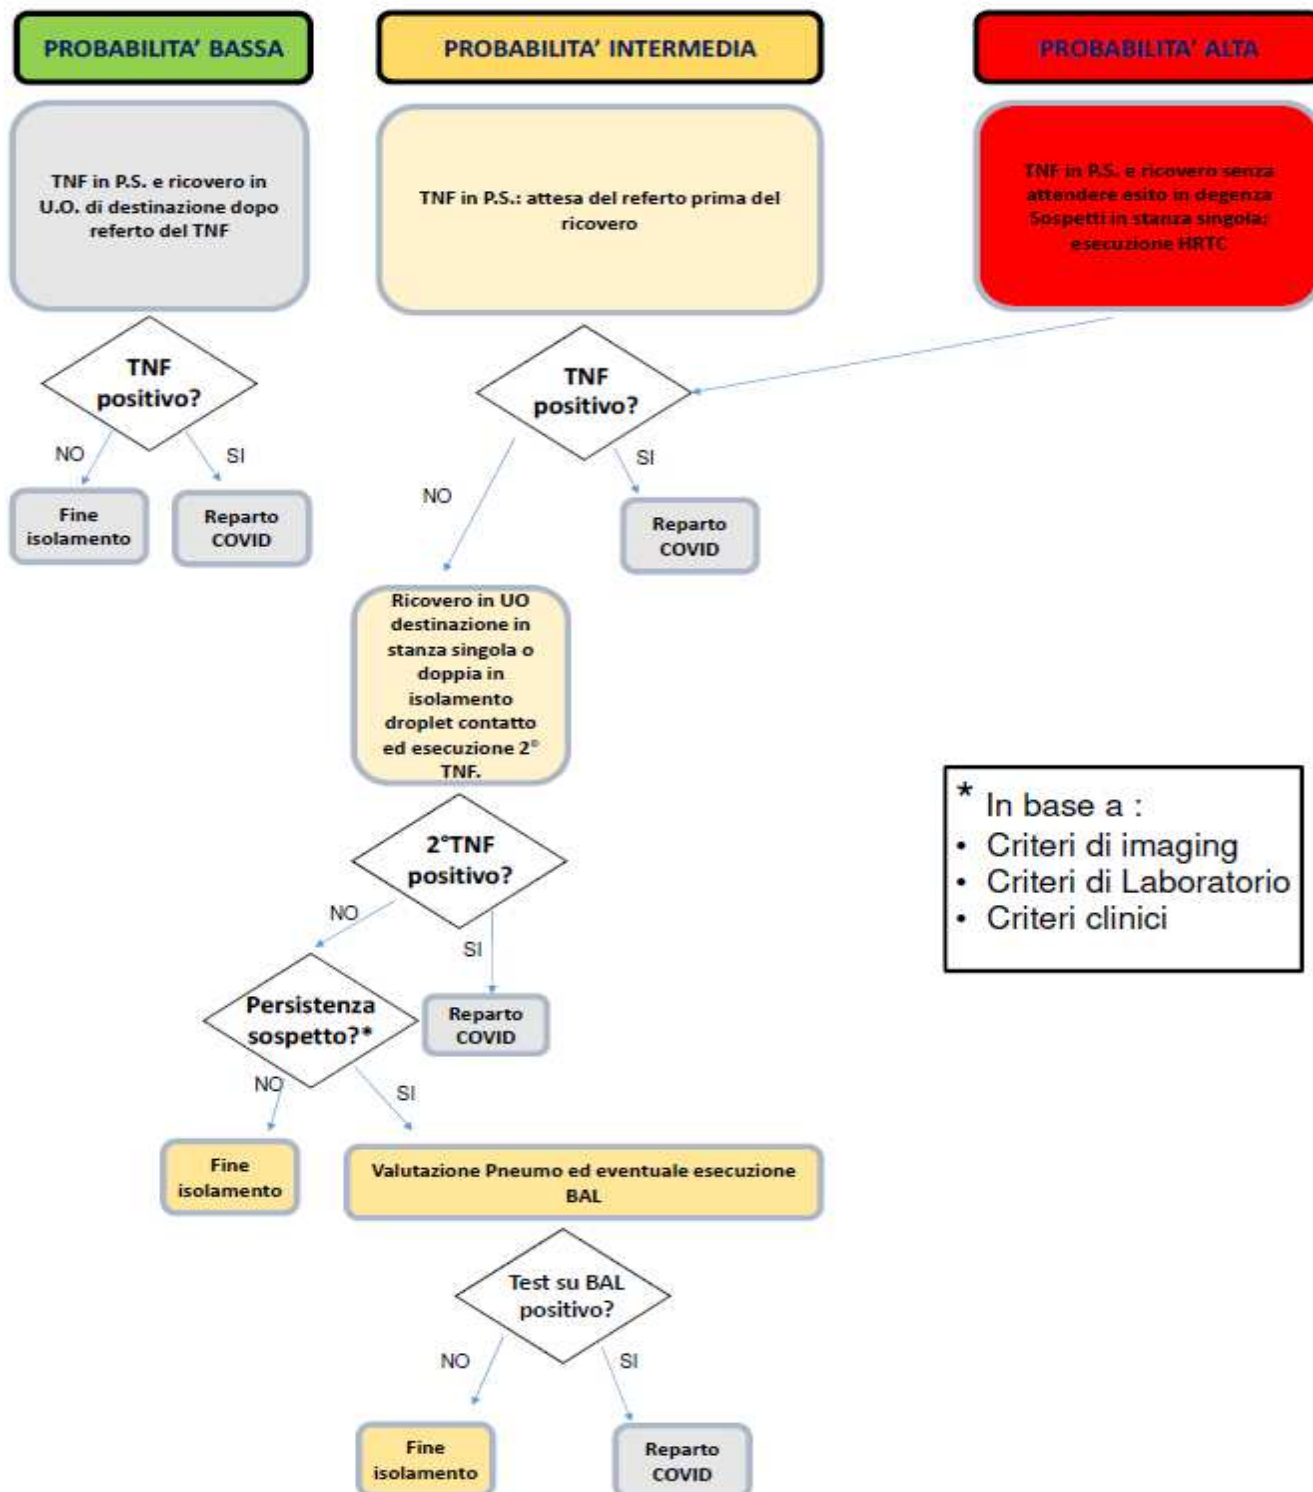 PROBABILITA' BASSA
PROBABILITA' INTERMEDIA
PROBABILITA' ALTA
TNF in P.S. e ricovero in
U.O. di destinazione dopo
referto del TNF
TNF in P.S.: attesa del referto prima del
ricovero
TNF in P.S. e ricovero senza
attendere esito in degenza
Sospetti in stanza singola;
esecuzione HRTC
TNF
positivo?
NO
SI
Fine
isolamento
Reparto
COVID
TNF
positivo?
NO
SI
Reparto
COVID
Ricovero in UO
destinazione in
stanza singola o
doppia in
isolamento
droplet contatto
ed esecuzione 2°
TNF.
2°TNF
positivo?
NO
SI
Persistenza
sospetto?*
Reparto
COVID
NO
SI
Fine
isolamento
Valutazione Pneumo ed eventuale esecuzione
BAL
Test su BAL
positivo?
NO
SI
Fine
isolamento
Reparto
COVID
* In base a :
• Criteri di imaging
• Criteri di Laboratorio
• Criteri clinici